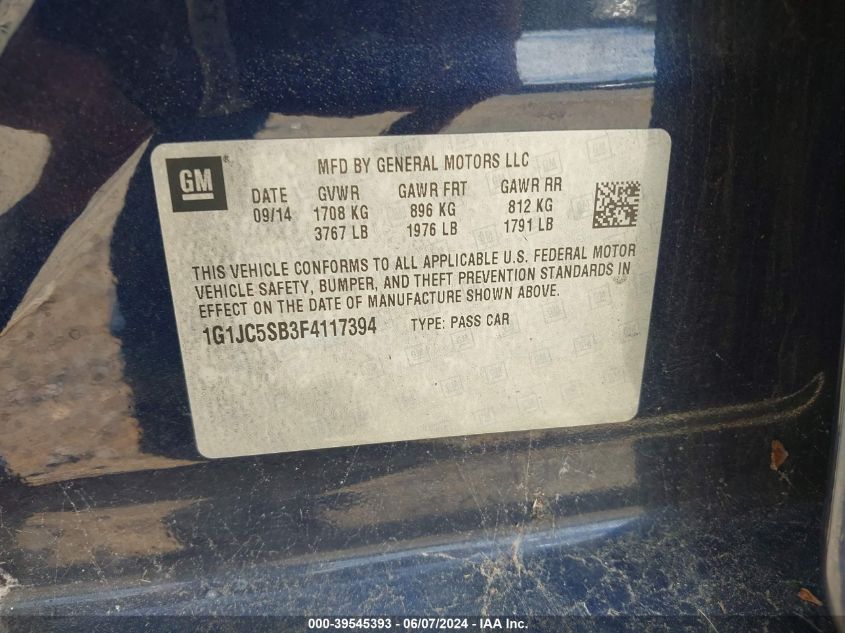 GM
MFD BY GENERAL MOTORS LLC
DATE GVWR GAWR FRT GAWR RR
09/14 1708 KG 896 KG 812 KG
3767 LB 1976 LB 1791 LB
THIS VEHICLE CONFORMS TO ALL APPLICABLE U.S. FEDERAL MOTOR
VEHICLE SAFETY, BUMPER, AND THEFT PREVENTION STANDARDS IN
EFFECT ON THE DATE OF MANUFACTURE SHOWN ABOVE.
1G1JC5SB3F4117394 TYPE: PASS CAR
000-39545393 - 06/07/2024 - IAA Inc.